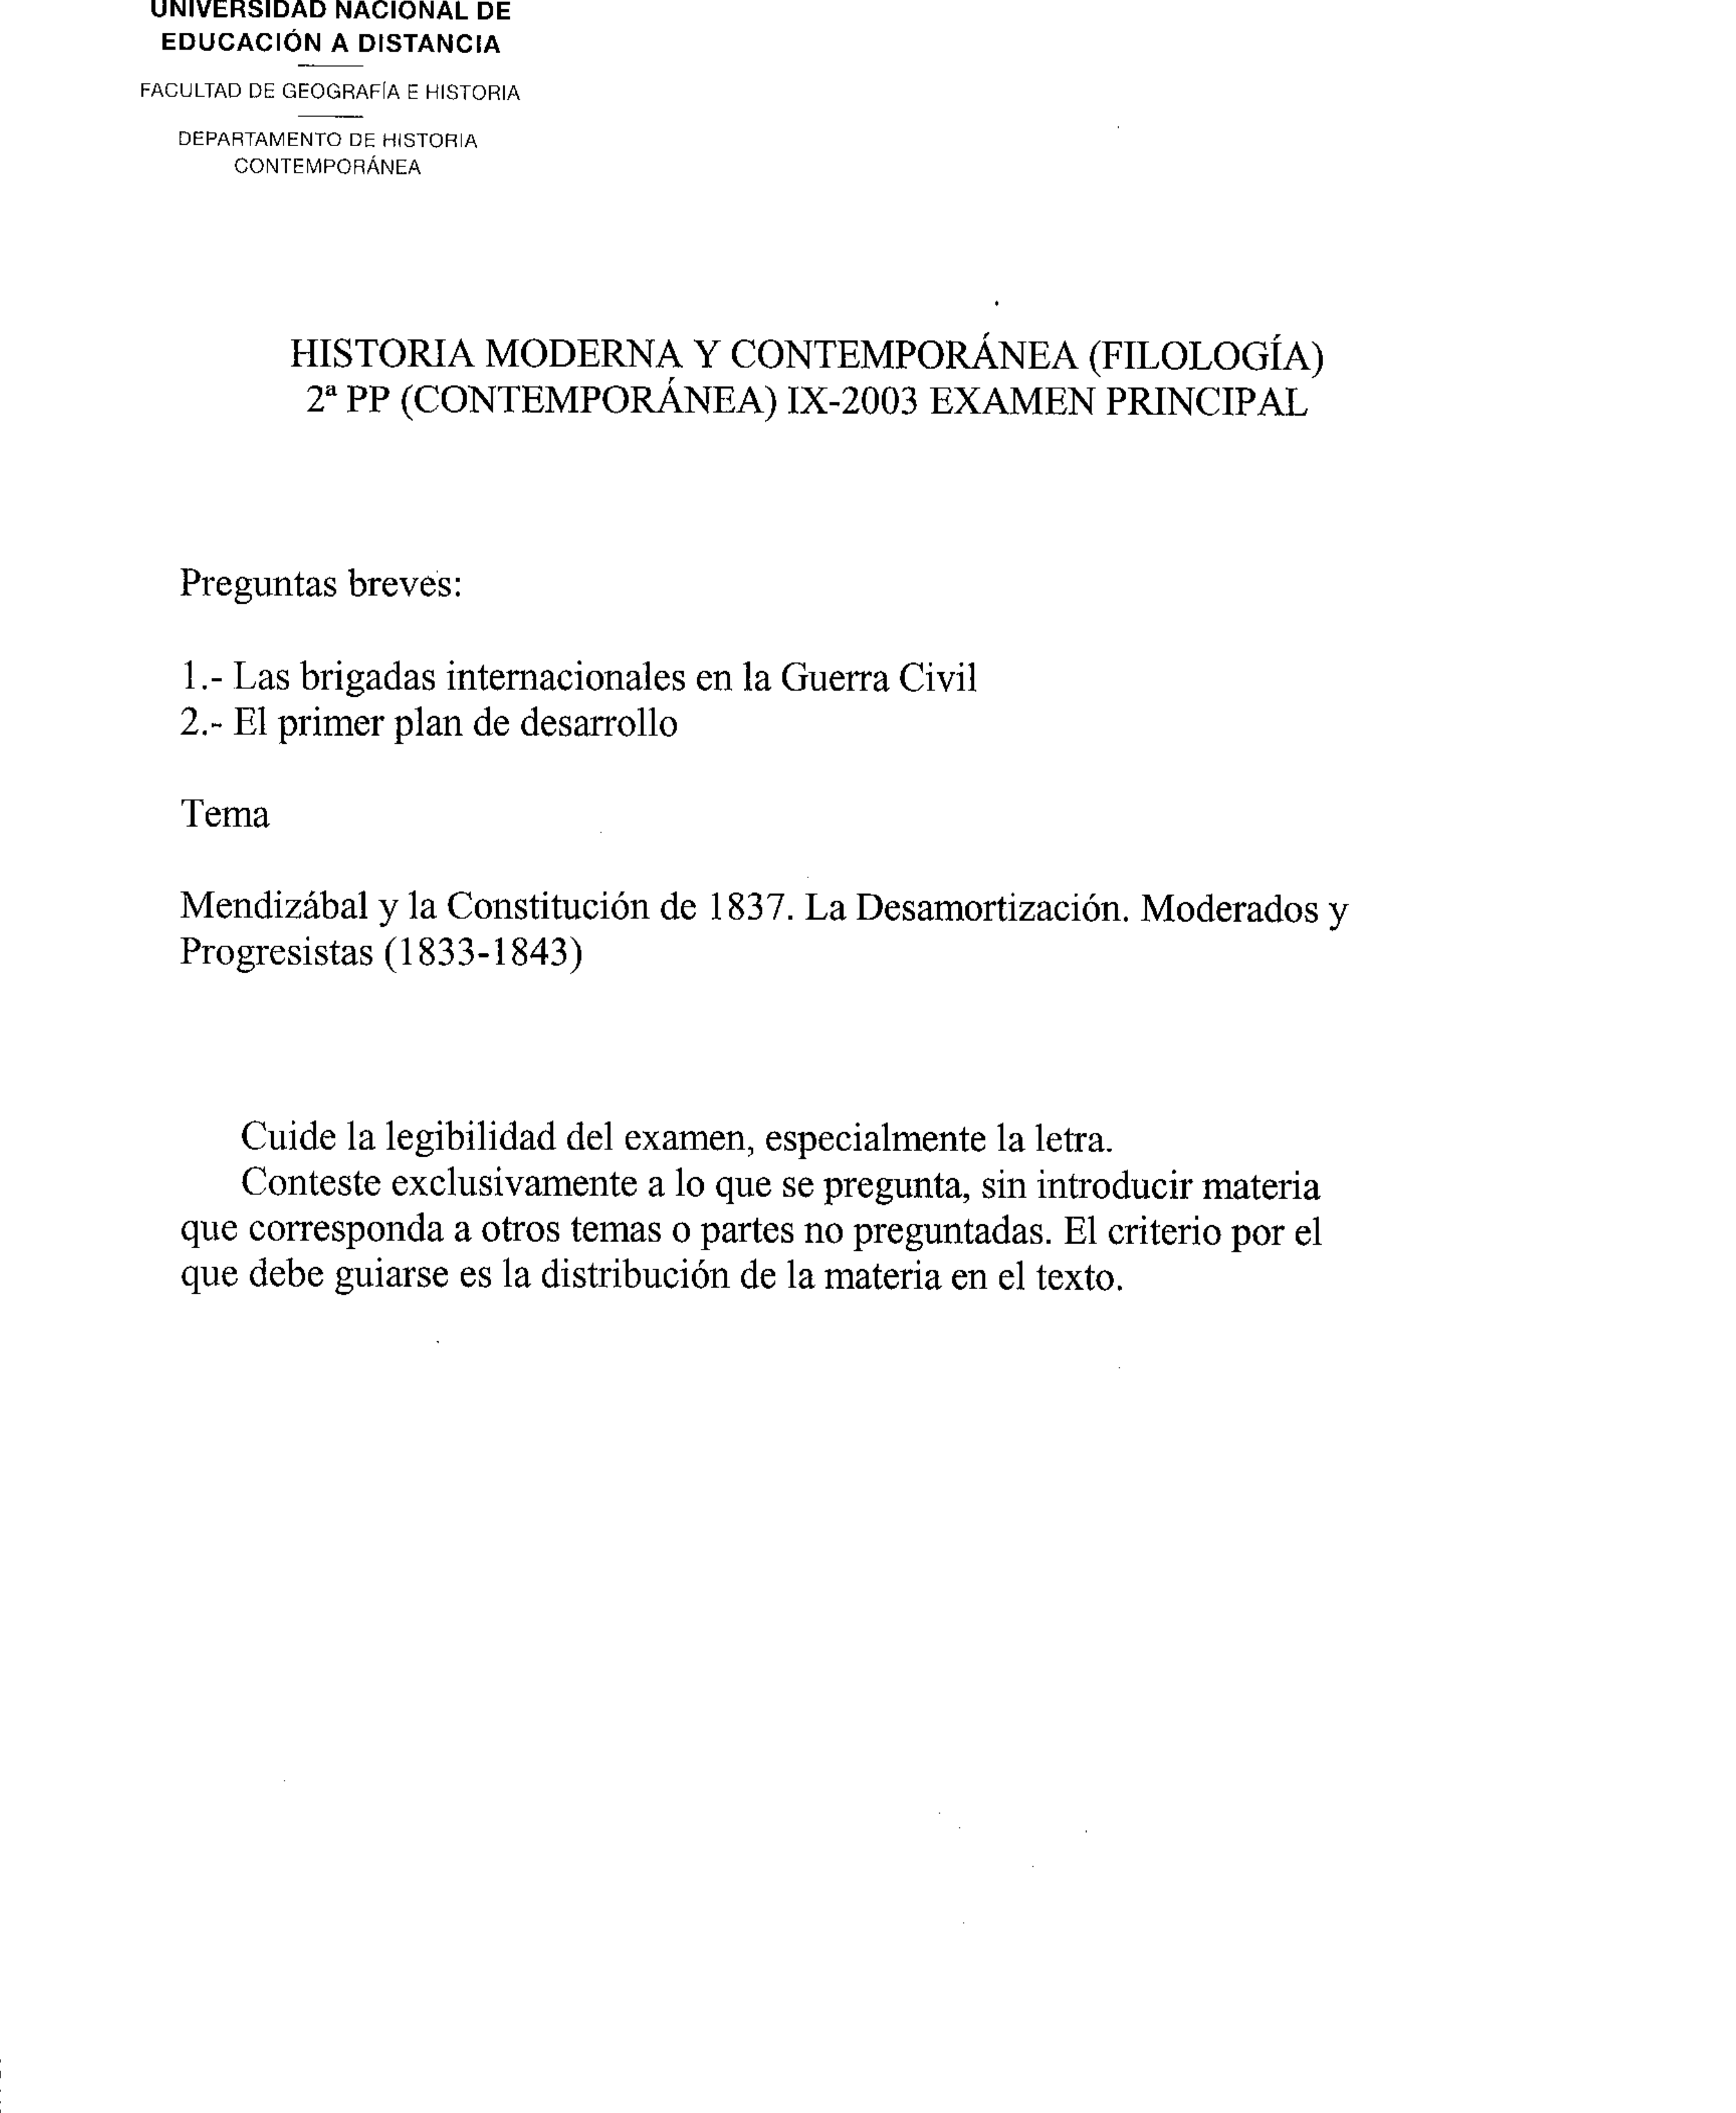 UNIVERSIDAD NACIONAL DE
EDUCACIÓN A DISTANCIA
FACULTAD DE GEOGRAFÍA E HISTORIA
DEPARTAMENTO DE HISTORIA
CONTEMPORÁNEA
HISTORIA MODERNA Y CONTEMPORÁNEA (FILOLOGÍA)
2ª PP (CONTEMPORÁNEA) IX-2003 EXAMEN PRINCIPAL
Preguntas breves:
1.- Las brigadas internacionales en la Guerra Civil
2.- El primer plan de desarrollo
Tema
Mendizábal y la Constitución de 1837. La Desamortización. Moderados y
Progresistas (1833-1843)
Cuide la legibilidad del examen, especialmente la letra.
Conteste exclusivamente a lo que se pregunta, sin introducir materia
que corresponda a otros temas o partes no preguntadas. El criterio por el
que debe guiarse es la distribución de la materia en el texto.